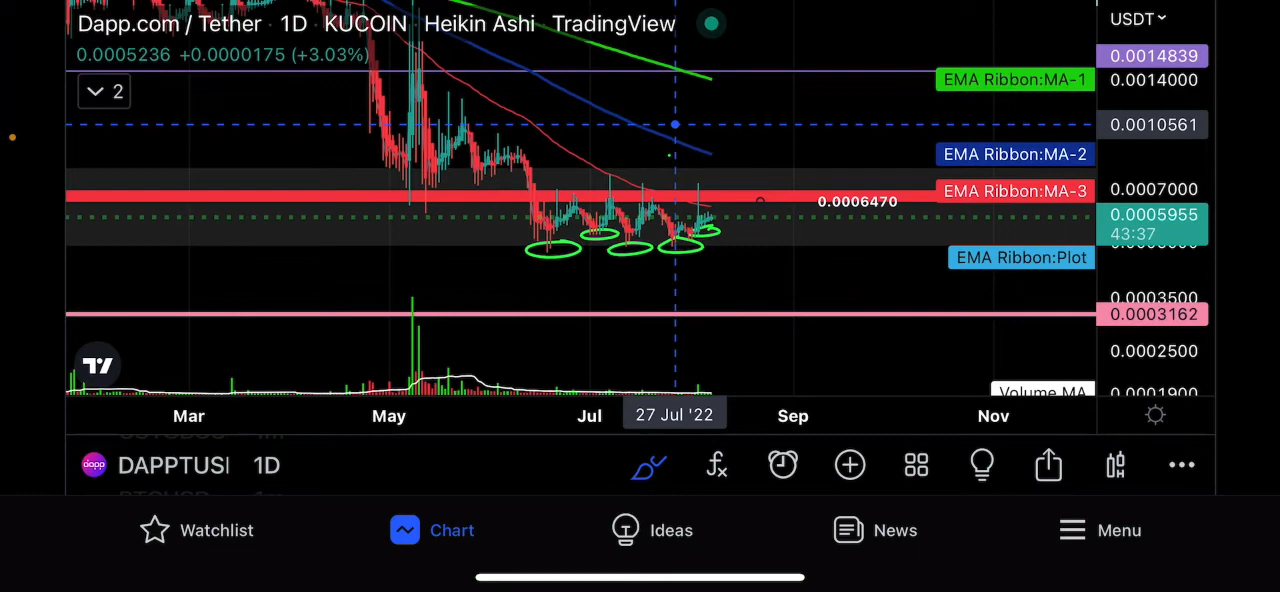 Dapp.com / Tether · 1D · KUCOIN · Heikin Ashi · TradingView
USDT
0.0005236 +0.0000175 (+3.03%)
0.0014839
2
EMA Ribbon:MA-1
0.0014000
0.0010561
EMA Ribbon:MA-2
EMA Ribbon:MA-3
0.0007000
0.0006470
0.0005955
43:37
EMA Ribbon:Plot
0.0003500
0.0003162
0.0002500
Volume MA
0.0001900
Mar May Jul 27 Jul '22 Sep Nov
dapp DAPPTUSI 1D
Watchlist Chart Ideas News Menu